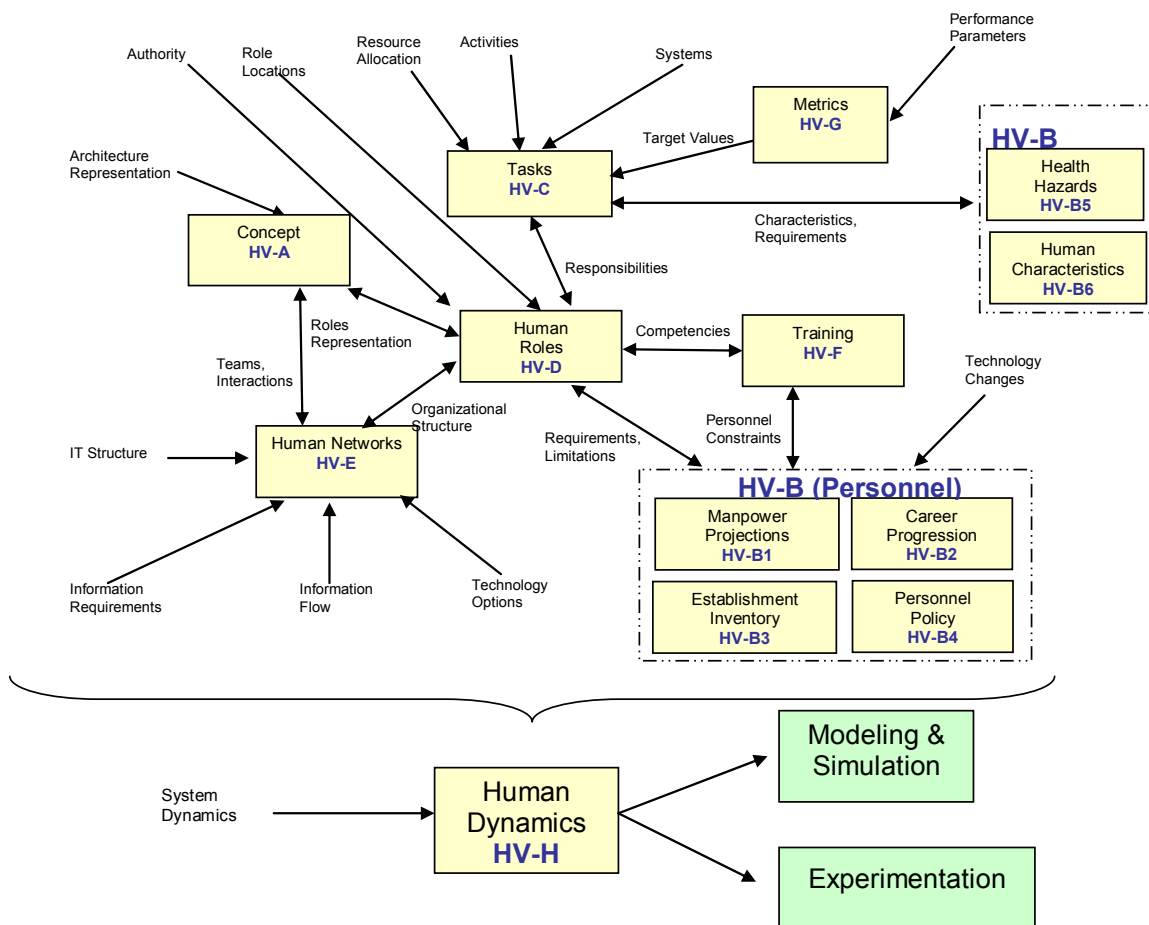 Performance
Parameters
Resource
Allocation
Activities
Authority
Role
Locations
Systems
Metrics
HV-G
Target Values
HV-B
Health
Hazards
HV-B5
Human
Characteristics
HV-B6
Architecture
Representation
Tasks
HV-C
Characteristics,
Requirements
Concept
HV-A
Responsibilities
Roles
Representation
Human
Roles
HV-D
Competencies
Training
HV-F
Teams,
Interactions
Technology
Changes
Organizational
Structure
Personnel
Constraints
Requirements,
Limitations
IT Structure
Human Networks
HV-E
HV-B (Personnel)
Manpower
Projections
HV-B1
Career
Progression
HV-B2
Establishment
Inventory
HV-B3
Personnel
Policy
HV-B4
Information
Requirements
Information
Flow
Technology
Options
System
Dynamics
Human
Dynamics
HV-H
Modeling &
Simulation
Experimentation